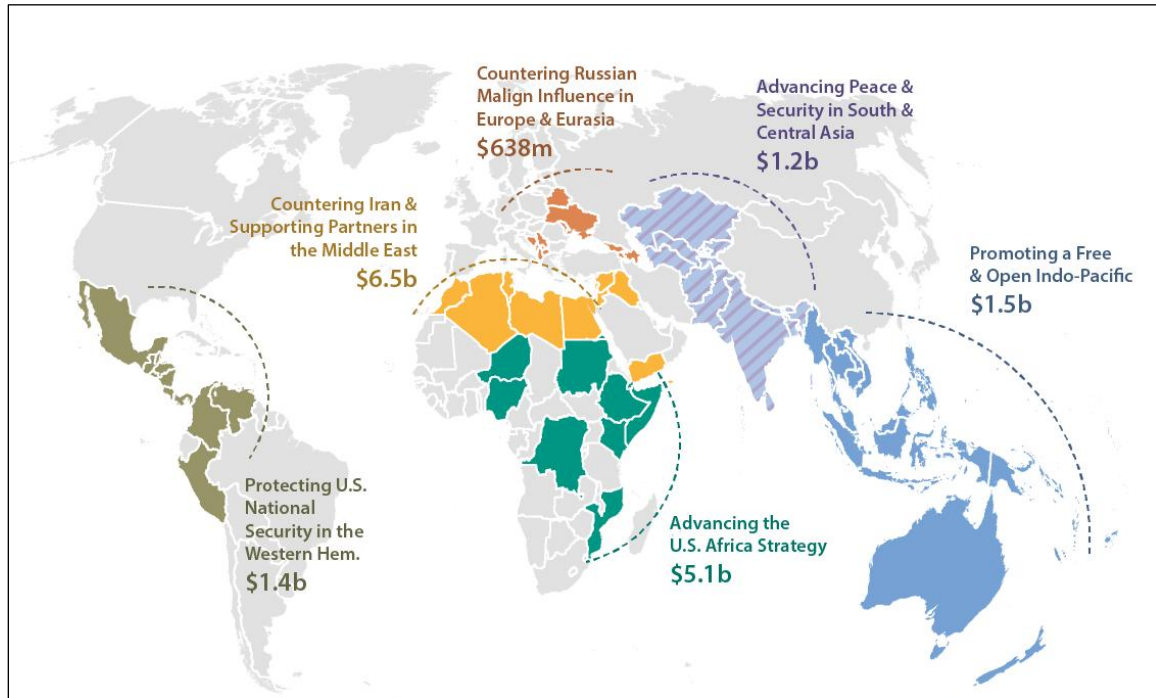 Countering Russian
Malign Influence in
Europe & Eurasia
$638m
Advancing Peace &
Security in South &
Central Asia
$1.2b
Countering Iran &
Supporting Partners in
the Middle East
$6.5b
Promoting a Free
& Open Indo-Pacific
$1.5b
Protecting U.S.
National
Security in the
Western Hem.
$1.4b
Advancing the
U.S. Africa Strategy
$5.1b